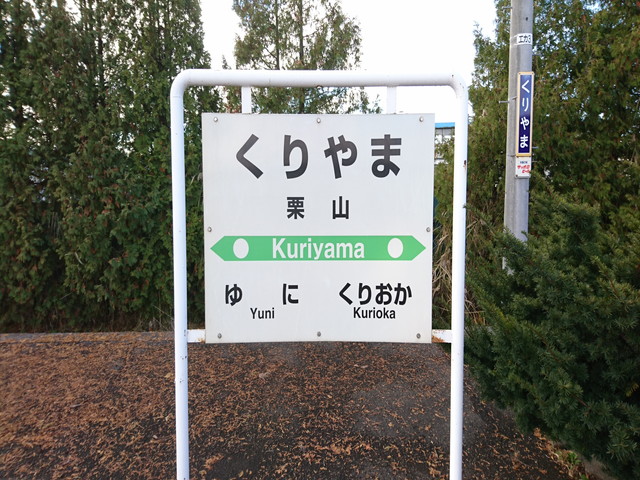 くりやま
栗山
Kuriyama
ゆに くりおか
Yuni Kurioka
くりやま